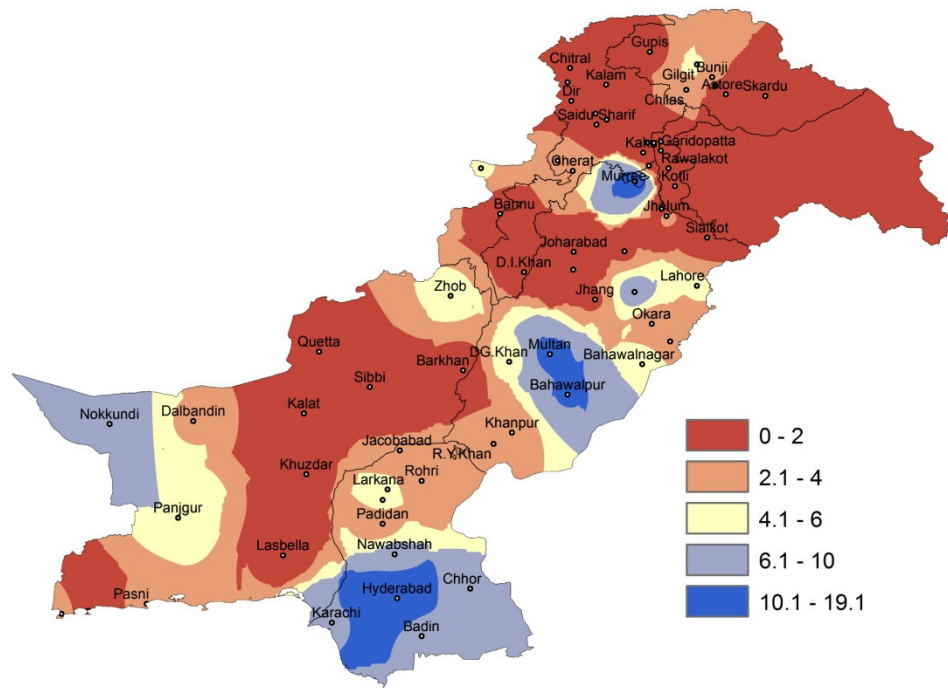 Gupis
Chitral
Bunji
Gilgit
Kalam
Astore
Skardu
Dir
Chilas
Saidu Sharif
Garidopatta
Rawalakot
Cherat
Murree
Kotli
Bannu
Jhelum
Sialkot
Joharabad
D.I.Khan
Lahore
Zhob
Jhang
Okara
Quetta
Multan
D.G.Khan
Bahawalnagar
Barkhan
Sibbi
Bahawalpur
Nokkundi
Dalbandin
Kalat
Khanpur
0 - 2
Jacobabad
R.Y.Khan
2.1 - 4
Khuzdar
Rohri
Larkana
4.1 - 6
Panjgur
Padidan
Nawabshah
6.1 - 10
Lasbella
Chhor
Pasni
Hyderabad
10.1 - 19.1
Karachi
Badin